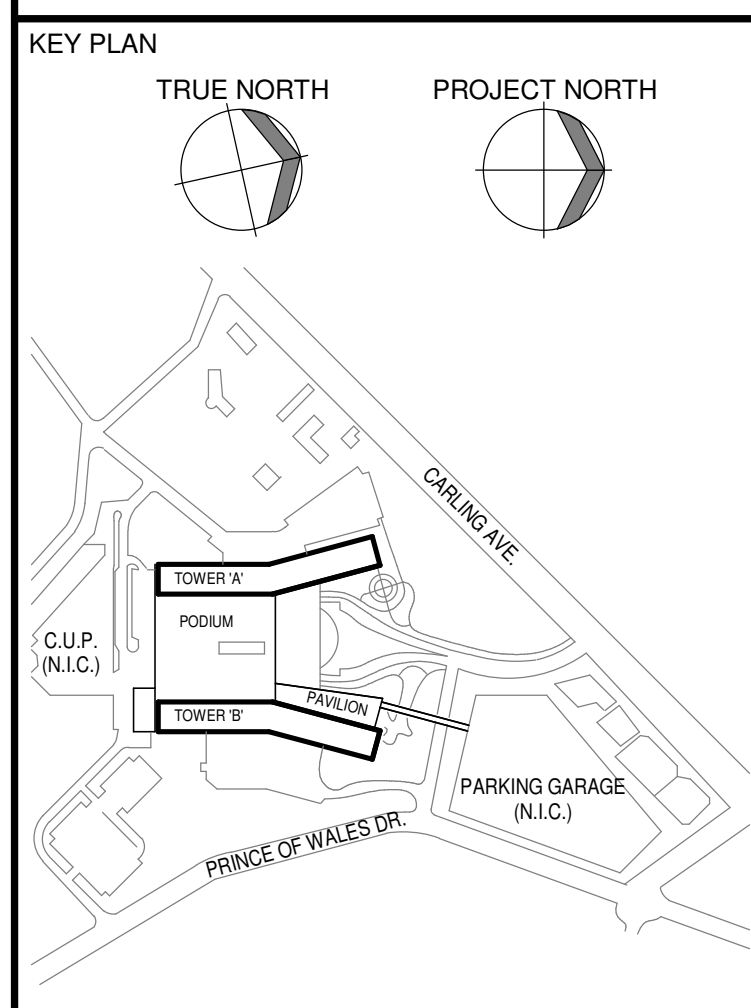 KEY PLAN
TRUE NORTH
PROJECT NORTH
CARLING AVE.
TOWER 'A'
PODIUM
C.U.P.
(N.I.C.)
PAVILION
TOWER 'B'
PARKING GARAGE
(N.I.C.)
PRINCE OF WALES DR.